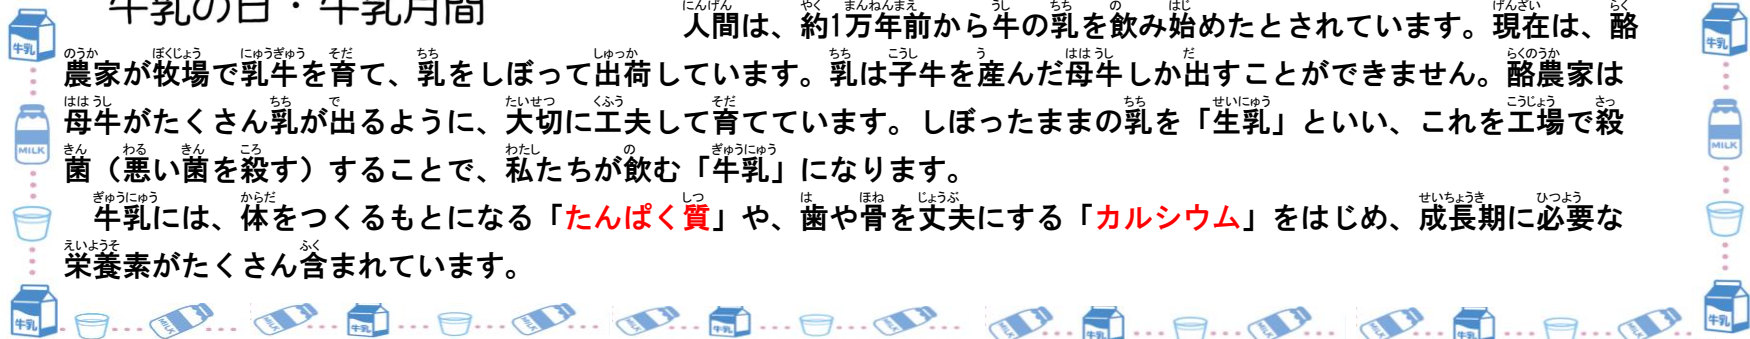 牛乳の日・牛乳月間
人間は、約1万年前から牛の乳を飲み始めたとされています。現在は、酪
農家が牧場で乳牛を育て、乳をしぼって出荷しています。乳は子牛を産んだ母牛しか出すことができません。酪農家は
母牛がたくさん乳が出るように、大切に工夫して育てています。しぼったままの乳を「生乳」といい、これを工場で殺
菌（悪い菌を殺す）することで、私たちが飲む「牛乳」になります。
牛乳には、体をつくるもとになる「たんぱく質」や、歯や骨を丈夫にする「カルシウム」をはじめ、成長期に必要な
栄養素がたくさん含まれています。